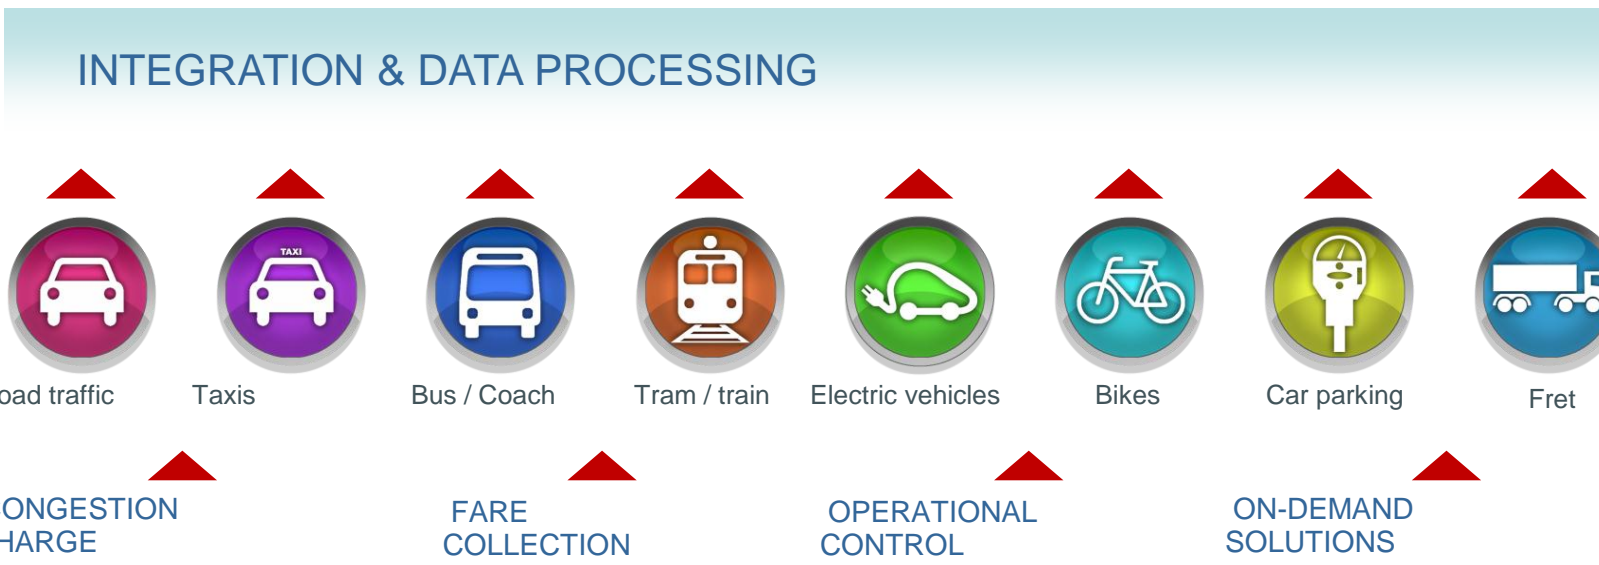 INTEGRATION & DATA PROCESSING
TAXI
oad traffic
Taxis
Bus / Coach
Tram / train
Electric vehicles
Bikes
Car parking
Fret
ONGESTION
HARGE
FARE
COLLECTION
OPERATIONAL
CONTROL
ON-DEMAND
SOLUTIONS